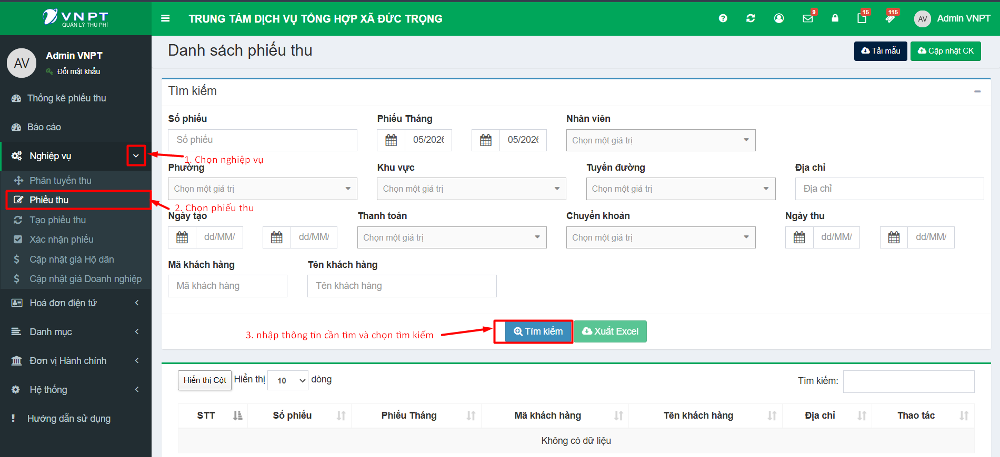 VNPT
QUẢN LÝ THU PHÍ
TRUNG TÂM DỊCH VỤ TỔNG HỢP XÃ ĐỨC TRỌNG
9
15
115
AV
Admin VNPT
AV
Admin VNPT
Đổi mật khẩu
Thống kê phiếu thu
Báo cáo
Nghiệp vụ
Phân tuyến thu
Phiếu thu
Tạo phiếu thu
Xác nhận phiếu
Cập nhật giá Hộ dân
Cập nhật giá Doanh nghiệp
Hoá đơn điện tử
Danh mục
Đơn vị Hành chính
Hệ thống
Hướng dẫn sử dụng
Danh sách phiếu thu
Tải mẫu
Cập nhật CK
Tìm kiếm
Số phiếu
Phiếu Tháng
Nhân viên
Số phiếu
05/2026
05/2026
Chọn một giá trị
1. Chọn nghiệp vụ
Phường
Khu vực
Tuyến đường
Địa chỉ
Chọn một giá trị
Chọn một giá trị
Chọn một giá trị
Địa chỉ
2. Chọn phiếu thu
Ngày tạo
Thanh toán
Chuyển khoản
Ngày thu
dd/MM/
dd/MM/
Chọn một giá trị
Chọn một giá trị
dd/MM/
dd/MM/
Mã khách hàng
Tên khách hàng
Mã khách hàng
Tên khách hàng
3. nhập thông tin cần tìm và chọn tìm kiếm
Tìm kiếm
Xuất Excel
Hiển thị Cột
Hiển thị 10 dòng
Tìm kiếm:
STT
Số phiếu
Phiếu Tháng
Mã khách hàng
Tên khách hàng
Địa chỉ
Thao tác
Không có dữ liệu